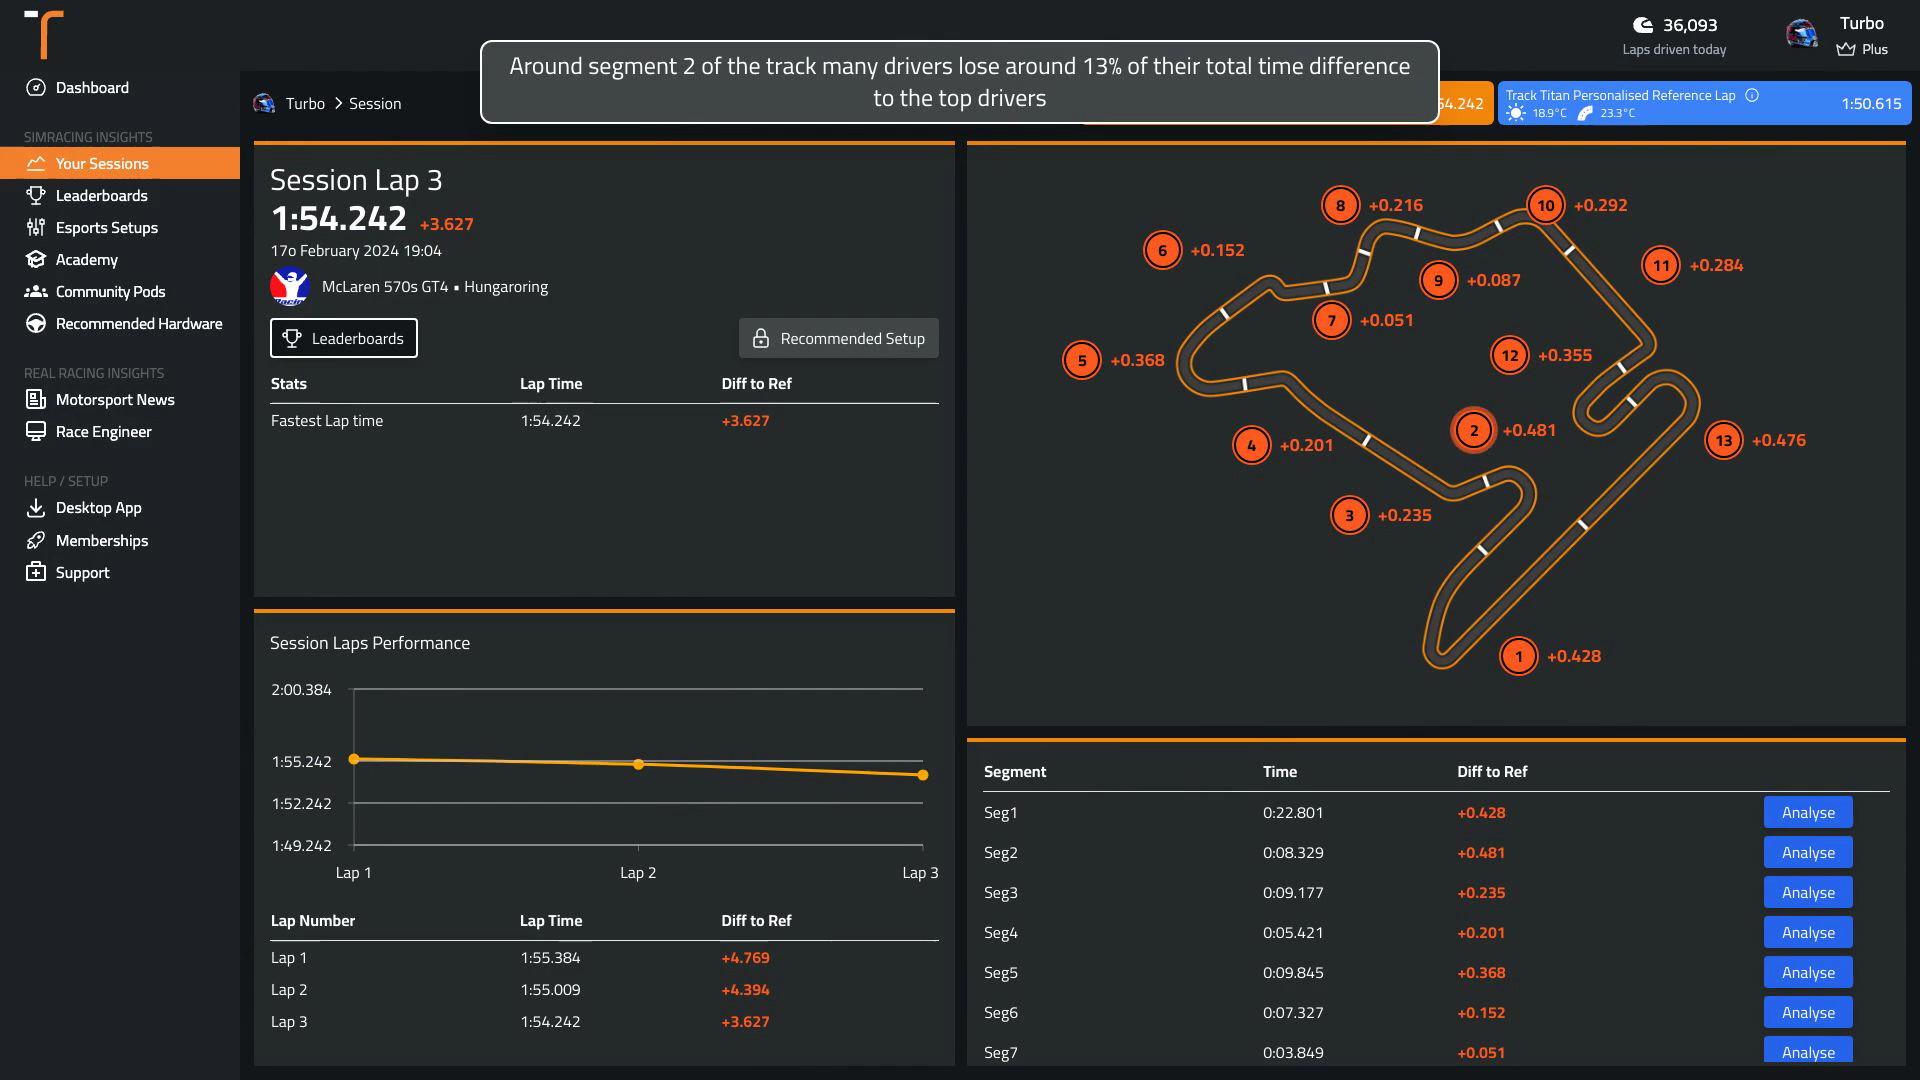 36,093
Laps driven today
Turbo
Plus
Dashboard
SIMRACING INSIGHTS
Your Sessions
Leaderboards
Esports Setups
Academy
Community Pods
Recommended Hardware
REAL RACING INSIGHTS
Motorsport News
Race Engineer
HELP / SETUP
Desktop App
Memberships
Support
Turbo > Session
Around segment 2 of the track many drivers lose around 13% of their total time difference
to the top drivers
54.242
Track Titan Personalised Reference Lap
18.9°C 23.3°C
1:50.615
Session Lap 3
1:54.242 +3.627
17o February 2024 19:04
McLaren 570s GT4 • Hungaroring
Leaderboards
Recommended Setup
Stats Lap Time Diff to Ref
Fastest Lap time 1:54.242 +3.627
Session Laps Performance
2:00.384
1:55.242
1:52.242
1:49.242
Lap 1 Lap 2 Lap 3
Lap Number Lap Time Diff to Ref
Lap 1 1:55.384 +4.769
Lap 2 1:55.009 +4.394
Lap 3 1:54.242 +3.627
8 +0.216
10 +0.292
6 +0.152
11 +0.284
9 +0.087
7 +0.051
5 +0.368
12 +0.355
2 +0.481
13 +0.476
4 +0.201
3 +0.235
1 +0.428
Segment Time Diff to Ref
Seg1 0:22.801 +0.428 Analyse
Seg2 0:08.329 +0.481 Analyse
Seg3 0:09.177 +0.235 Analyse
Seg4 0:05.421 +0.201 Analyse
Seg5 0:09.845 +0.368 Analyse
Seg6 0:07.327 +0.152 Analyse
Seg7 0:03.849 +0.051 Analyse